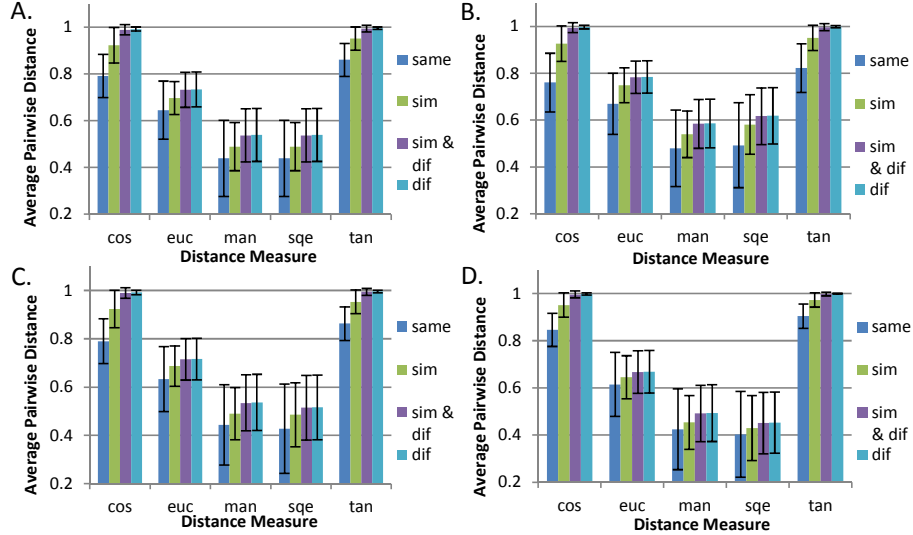 A.
Average Pairwise Distance
1
0.8
0.6
0.4
0.2
cos euc man sqe tan
Distance Measure
same
sim
sim &
dif
dif
B.
Average Pairwise Distance
1
0.8
0.6
0.4
0.2
cos euc man sqe tan
Distance Measure
same
sim
sim
& dif
dif
C.
Average Pairwise Distance
1
0.8
0.6
0.4
0.2
cos euc man sqe tan
Distance Measure
same
sim
sim &
dif
dif
D.
Average Pairwise Distance
1
0.8
0.6
0.4
0.2
cos euc man sqe tan
Distance Measure
same
sim
sim
& dif
dif